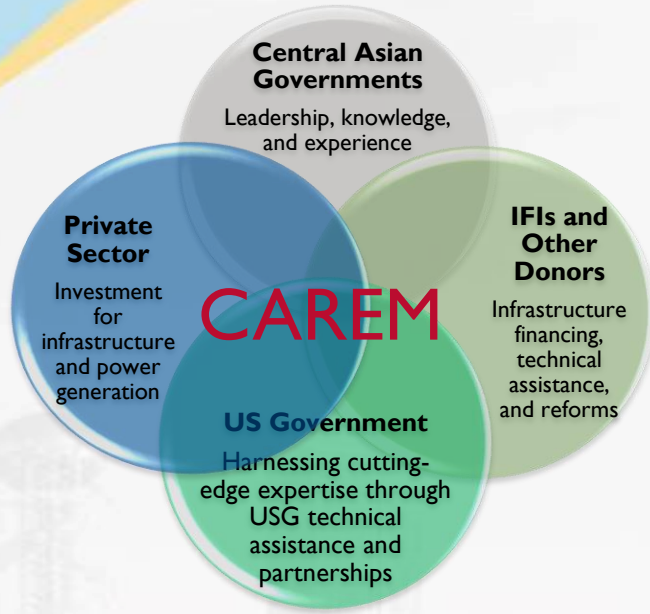 Central Asian
Governments
Leadership, knowledge,
and experience
Private
Sector
Investment
for
infrastructure
and power
generation
CAREM
IFIs and
Other
Donors
Infrastructure
financing,
technical
assistance,
and reforms
US Government
Harnessing cutting-
edge expertise through
USG technical
assistance and
partnerships